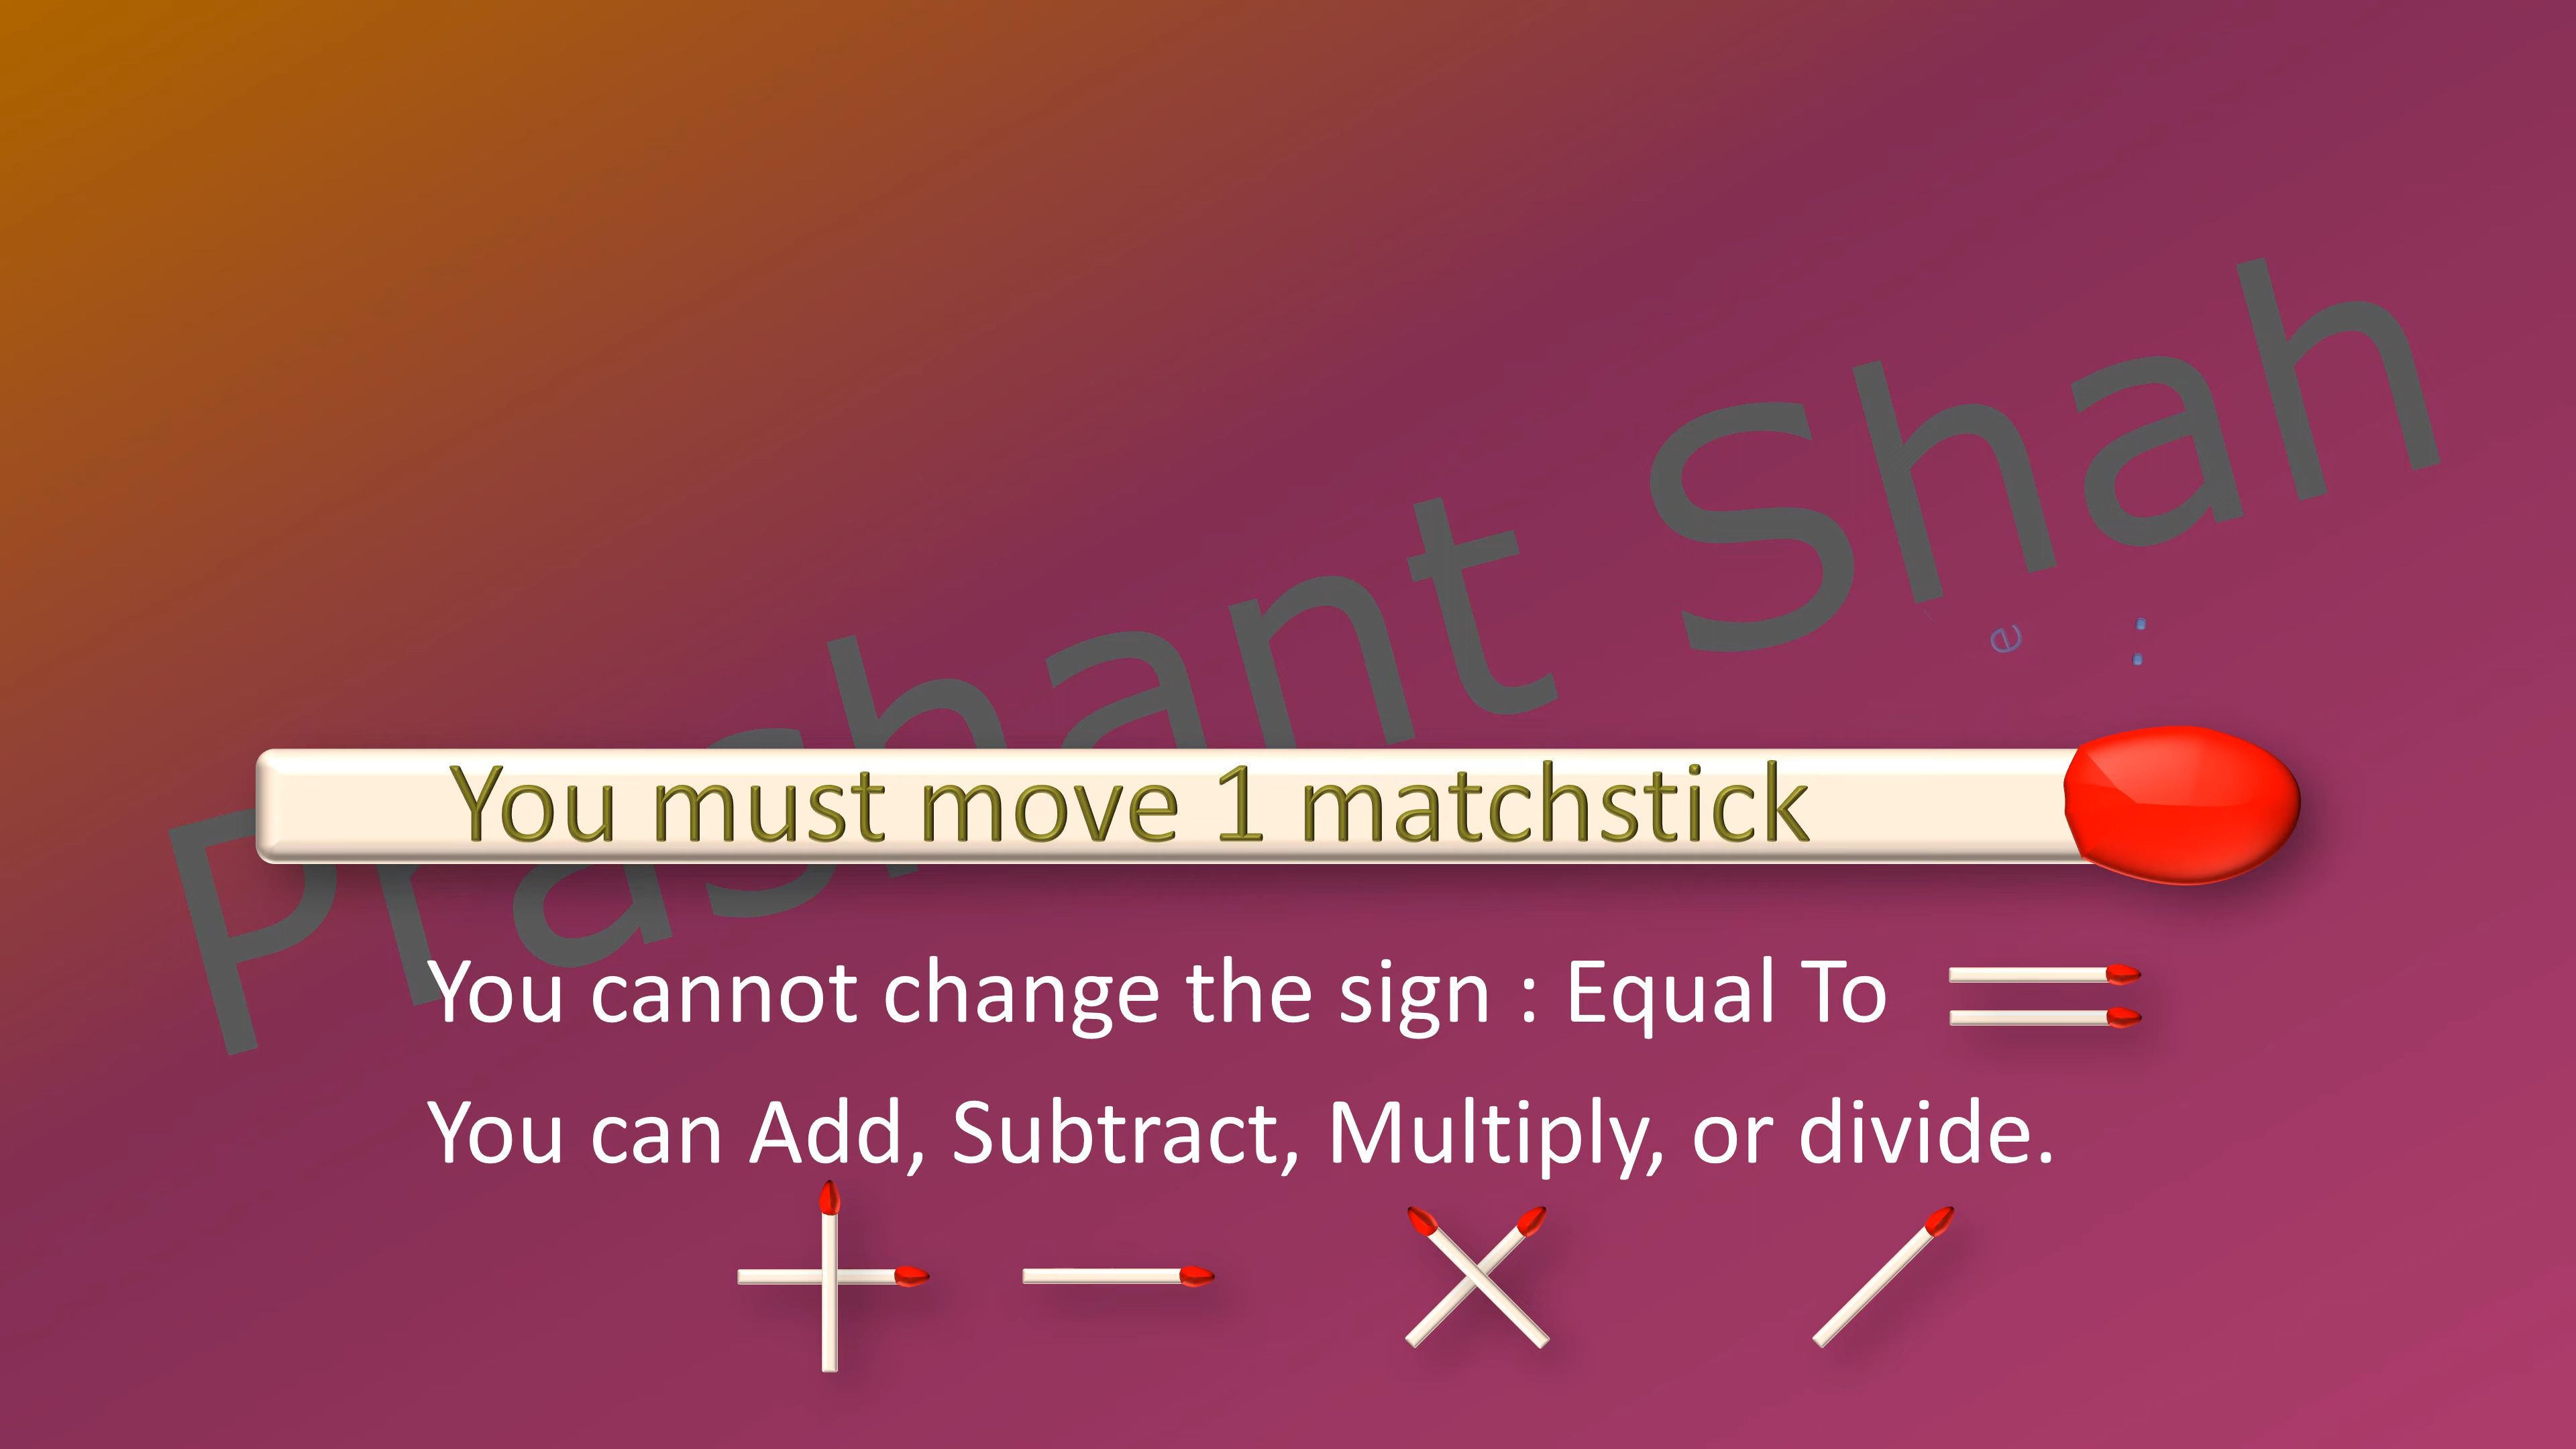 Prashant Shah
e :
You must move 1 matchstick
You cannot change the sign : Equal To =
You can Add, Subtract, Multiply, or divide.
+ − × /